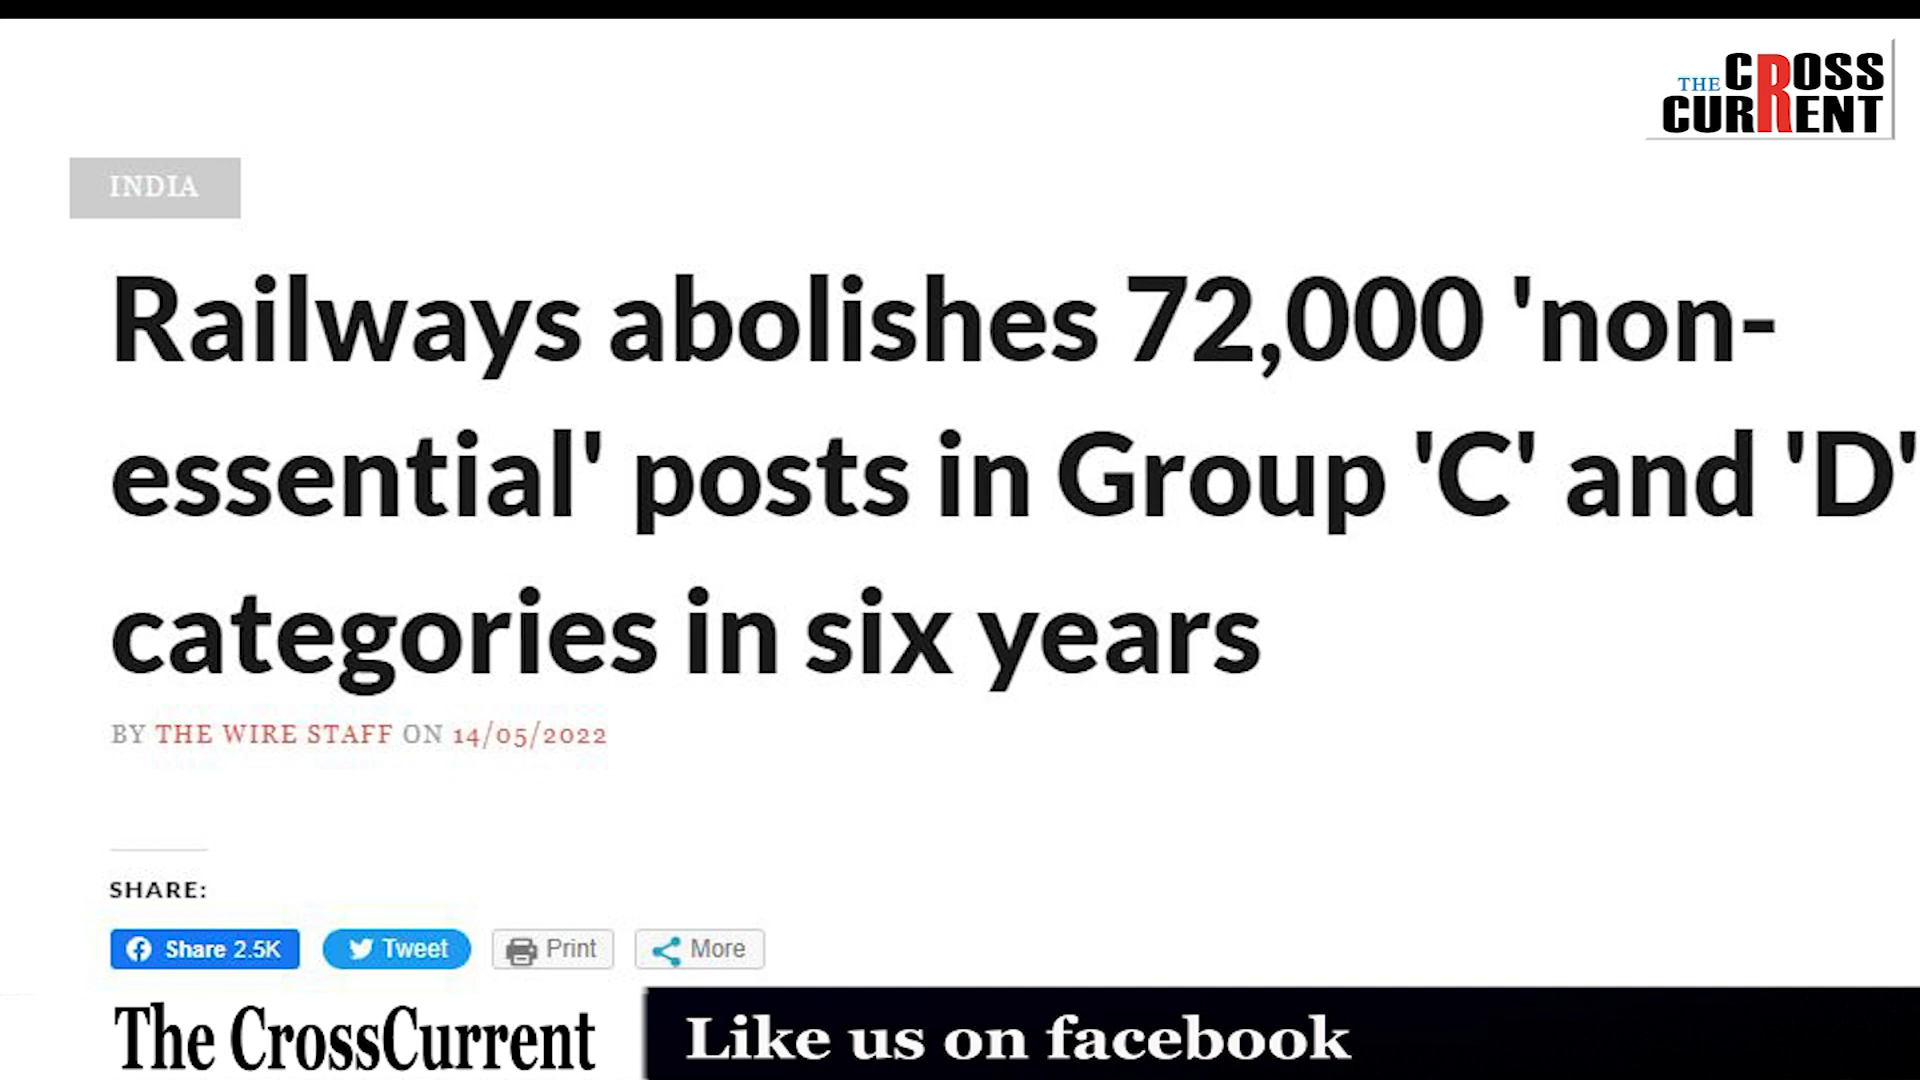 THE CROSS
CURRENT
INDIA
Railways abolishes 72,000 'non-
essential' posts in Group 'C' and 'D'
categories in six years
BY THE WIRE STAFF ON 14/05/2022
SHARE:
Share 2.5K Tweet Print More
The CrossCurrent Like us on facebook